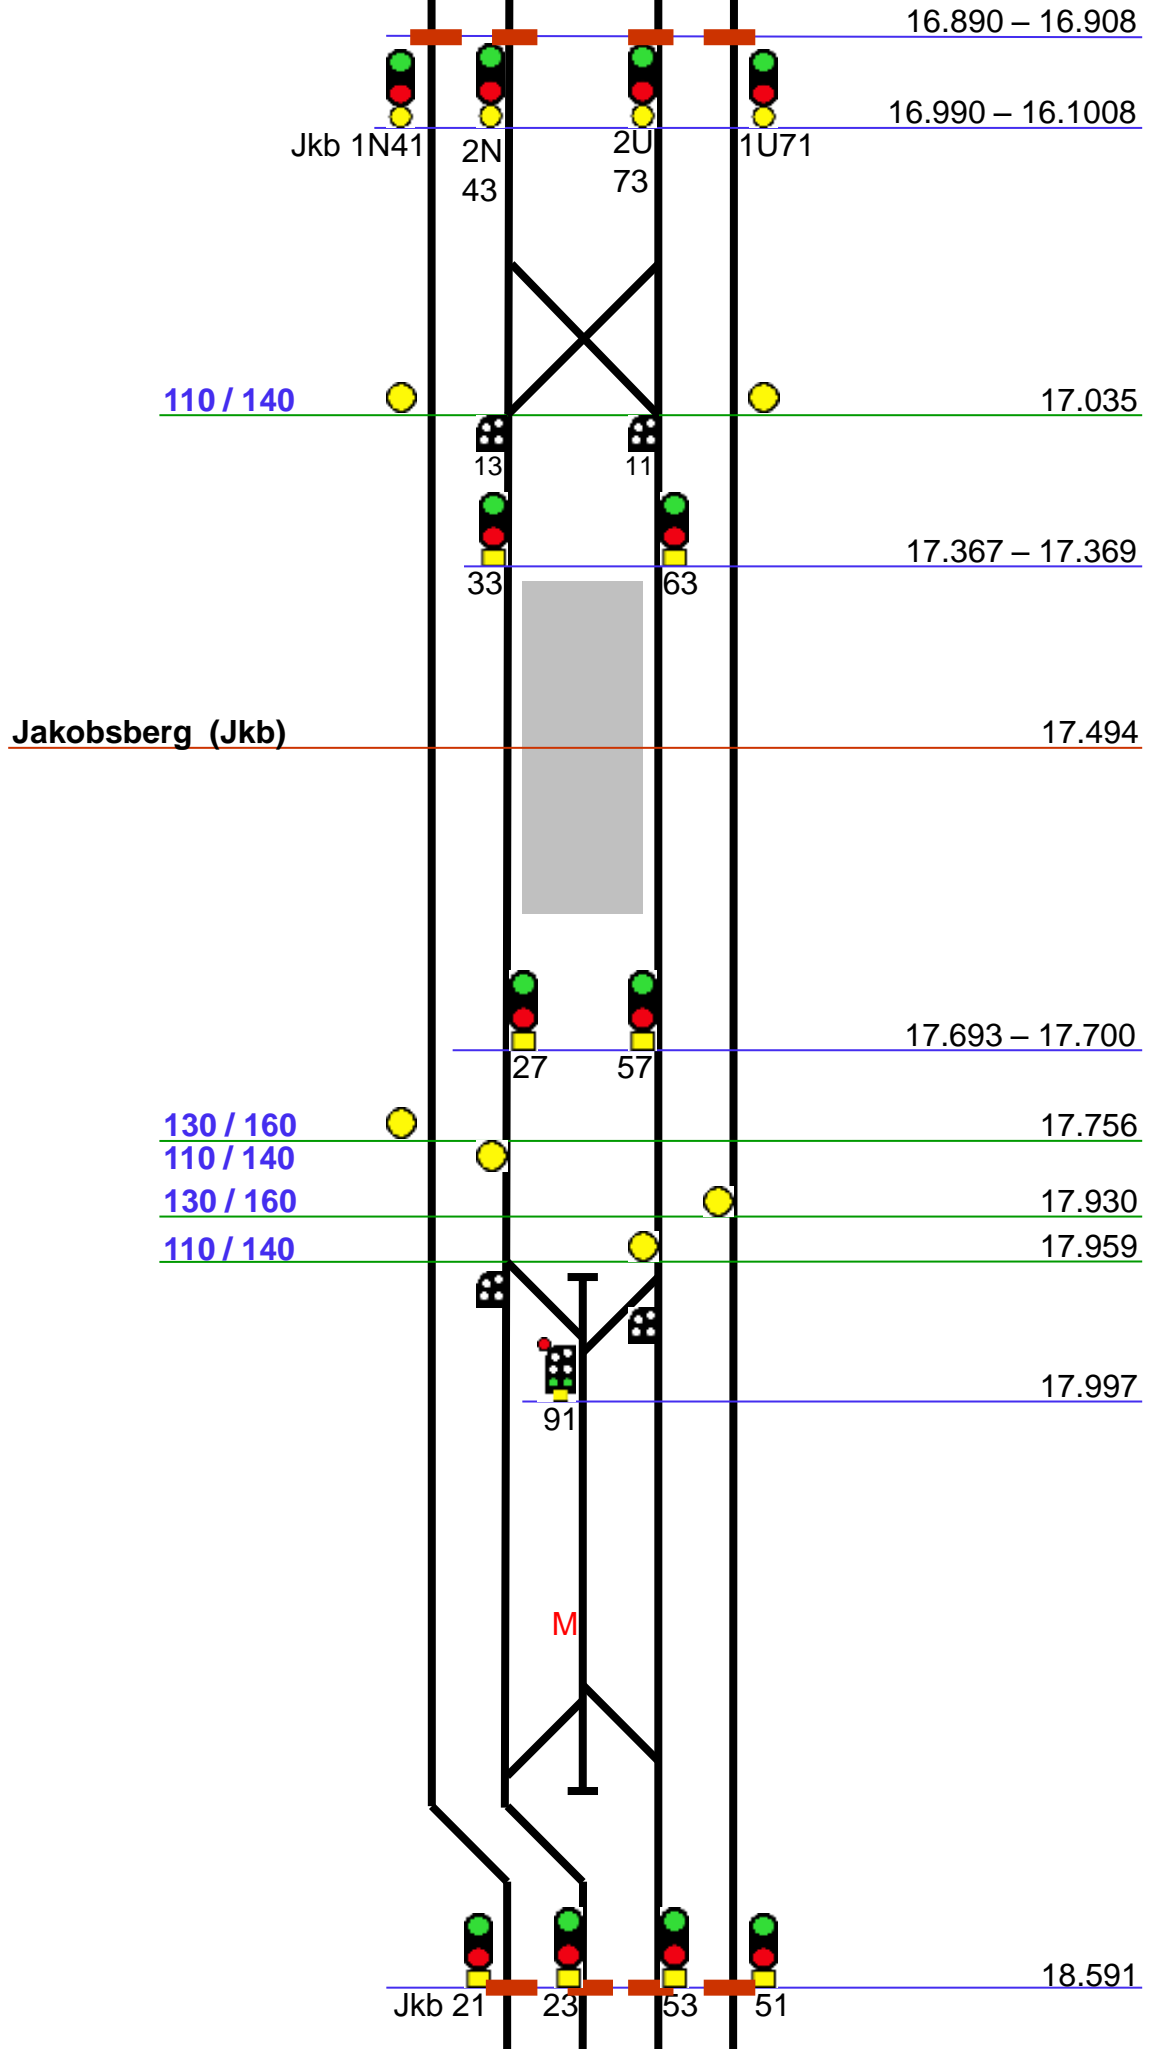 16.890 – 16.908
16.990 – 16.1008
Jkb 1N41
2N
43
2U
73
1U71
110 / 140
17.035
13
11
17.367 – 17.369
33
63
Jakobsberg (Jkb)
17.494
17.693 – 17.700
27
57
130 / 160
17.756
110 / 140
130 / 160
17.930
110 / 140
17.959
17.997
91
M
18.591
Jkb 21
23
53
51